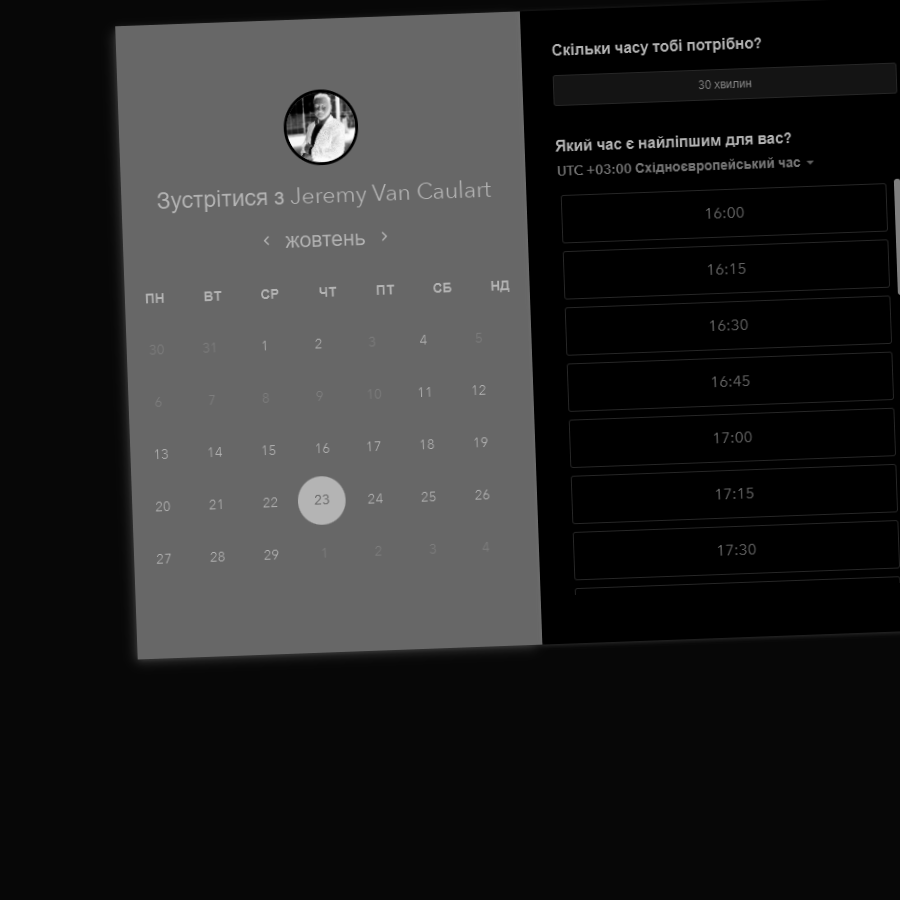 Зустрітися з Jeremy Van Caulart
жовтень
ПН ВТ СР ЧТ ПТ СБ НД
30 31 1 2 3 4 5
6 7 8 9 10 11 12
13 14 15 16 17 18 19
20 21 22 23 24 25 26
27 28 29 1 2 3 4
Скільки часу тобі потрібно?
30 хвилин
Який час є найліпшим для вас?
UTC +03:00 Східноєвропейський час
16:00
16:15
16:30
16:45
17:00
17:15
17:30